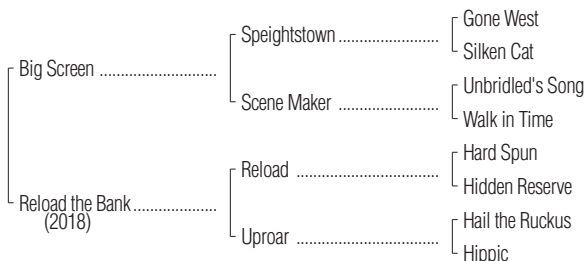 Gone West
Speightstown
Silken Cat
Big Screen
Unbridled's Song
Scene Maker
Walk in Time
Hard Spun
Reload
Hidden Reserve
Reload the Bank
(2018)
Hail the Ruckus
Uproar
Hippic